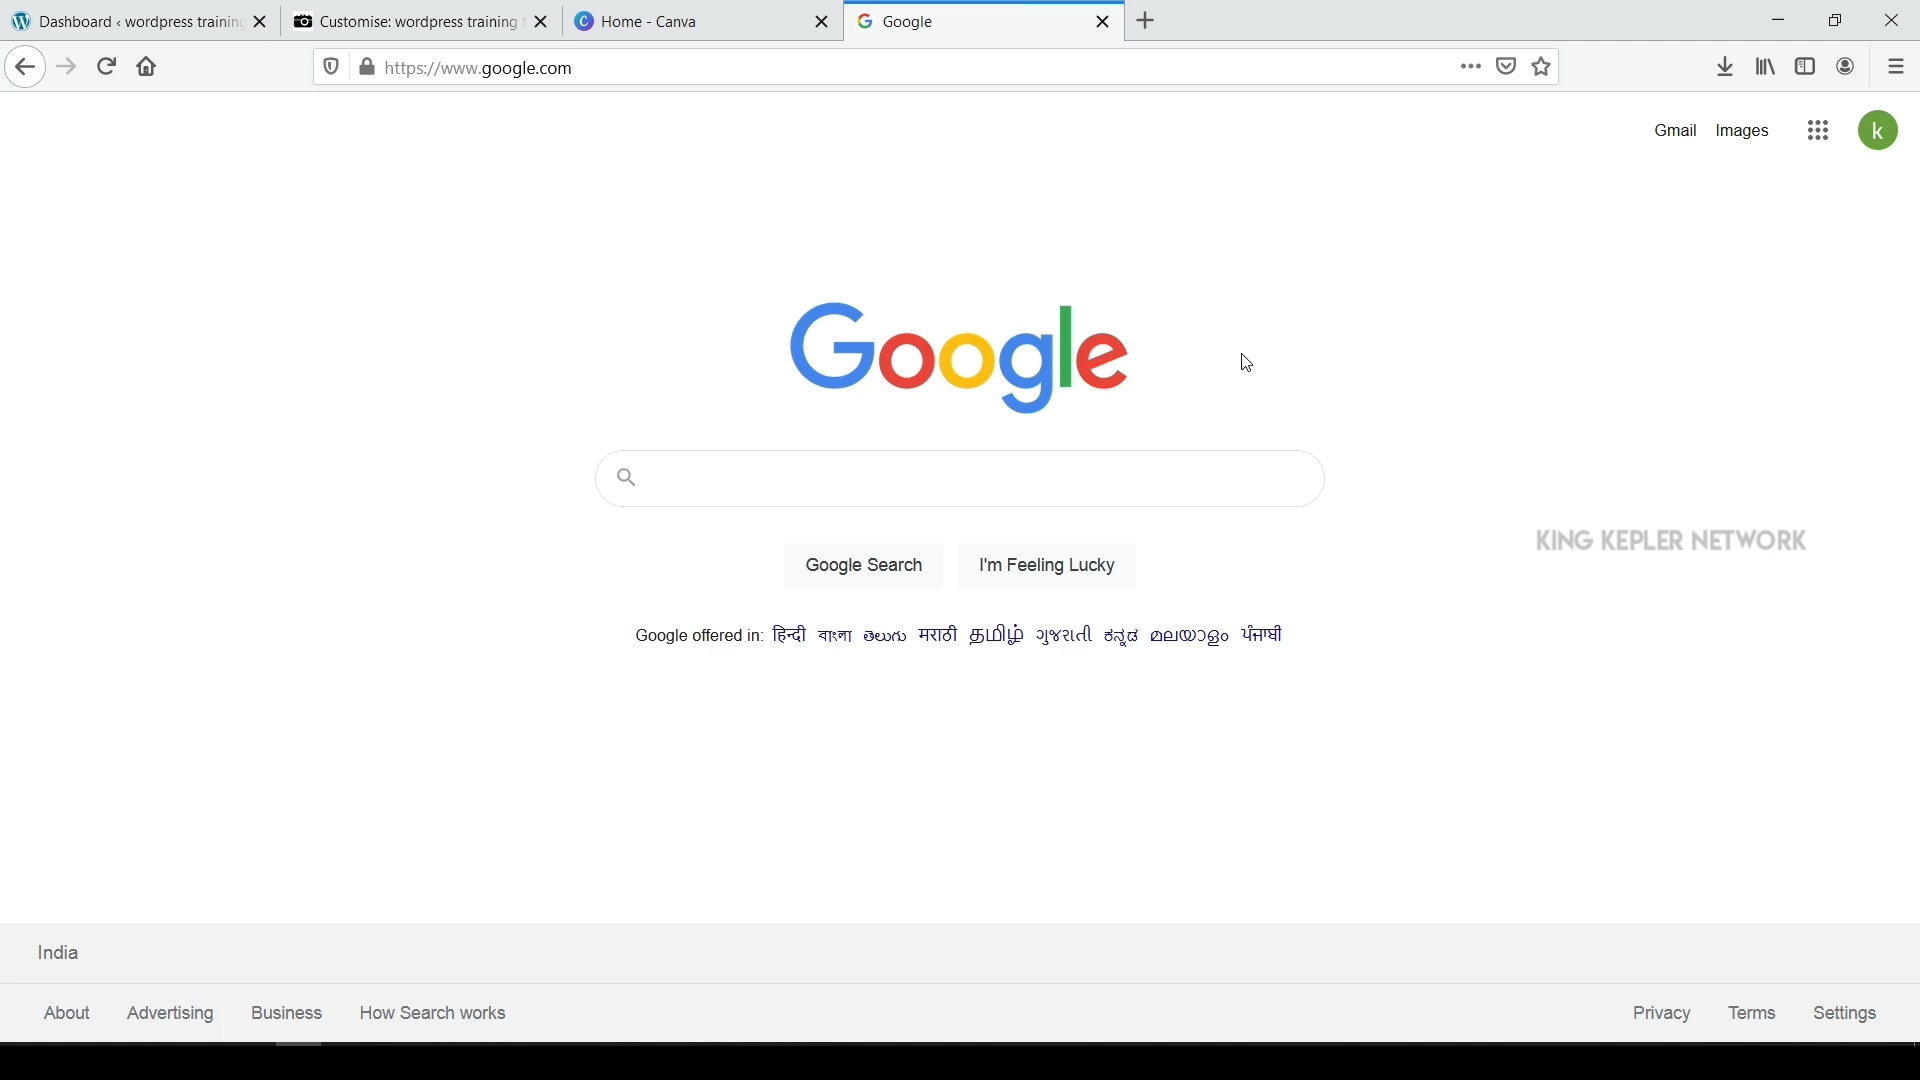 Dashboard ‹ wordpress training
Customise: wordpress training t
Home - Canva
Google
https://www.google.com
Gmail Images
k
Google
KING KEPLER NETWORK
Google Search I'm Feeling Lucky
Google offered in: हिन्दी বাংলা తెలుగు मराठी தமிழ் ગુજરાતી ಕನ್ನಡ മലയാളം ਪੰਜਾਬੀ
India
About Advertising Business How Search works Privacy Terms Settings